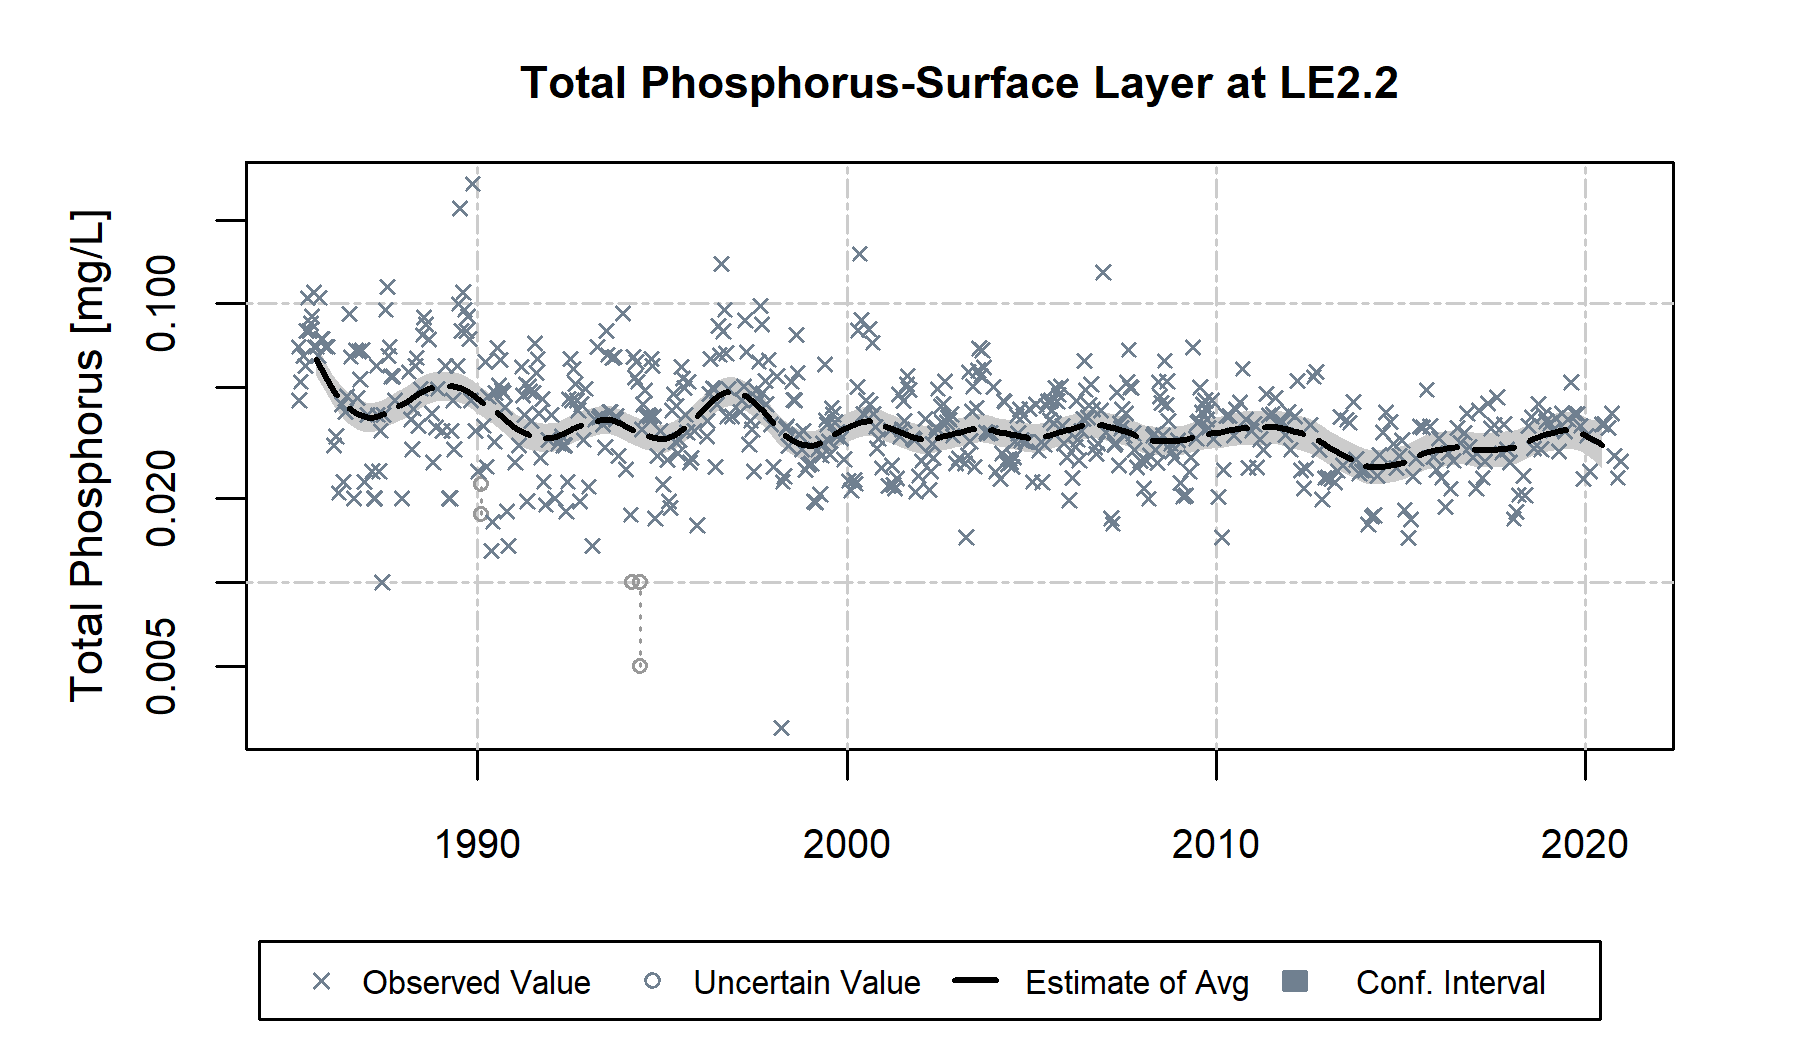 Total Phosphorus-Surface Layer at LE2.2
Total Phosphorus [mg/L]
0.100
0.020
0.005
1990 2000 2010 2020
Observed Value Uncertain Value Estimate of Avg Conf. Interval